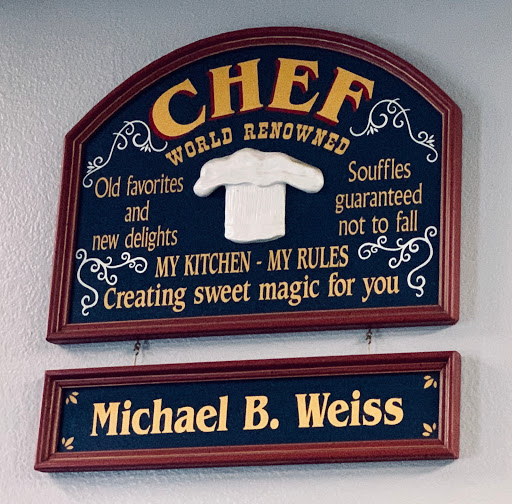 CHEF
WORLD RENOWNED
Old favorites
and
new delights
Souffles
guaranteed
not to fall
MY KITCHEN - MY RULES
Creating sweet magic for you
Michael B. Weiss